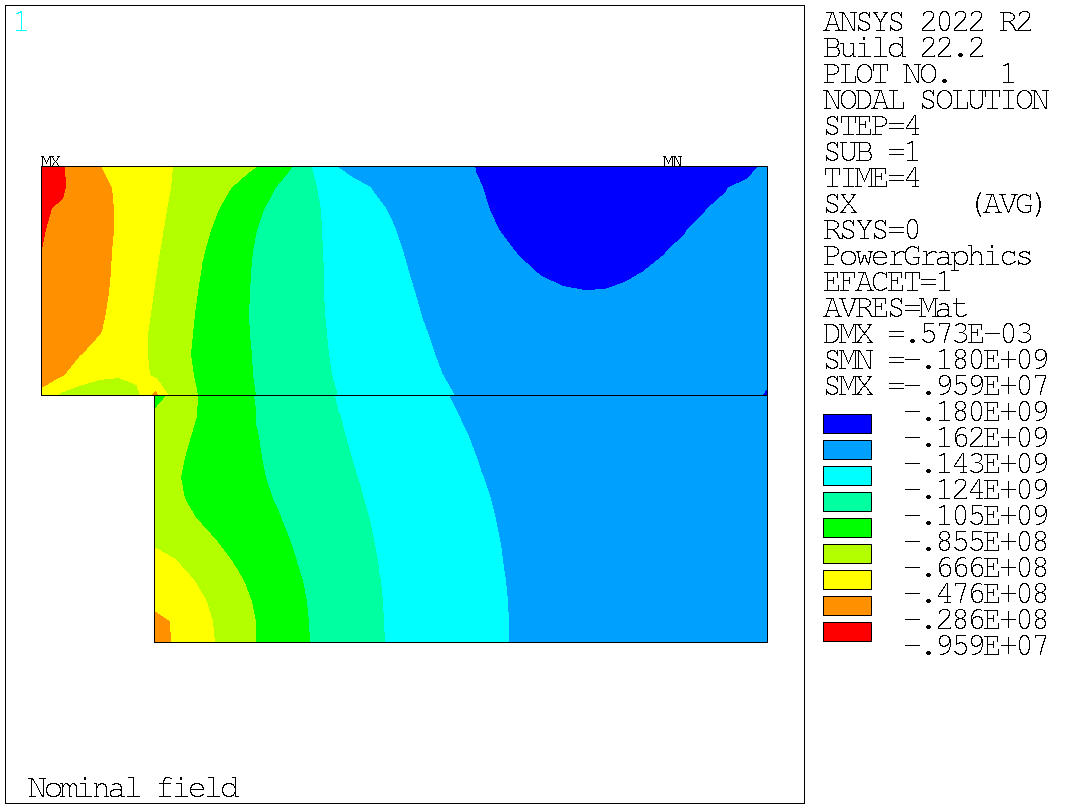 1
MX
MN
ANSYS 2022 R2
Build 22.2
PLOT NO.   1
NODAL SOLUTION
STEP=4
SUB =1
TIME=4
SX       (AVG)
RSYS=0
PowerGraphics
EFACET=1
AVRES=Mat
DMX =.573E-03
SMN =-.180E+09
SMX =-.959E+07
-.180E+09
-.162E+09
-.143E+09
-.124E+09
-.105E+09
-.855E+08
-.666E+08
-.476E+08
-.286E+08
-.959E+07
Nominal field